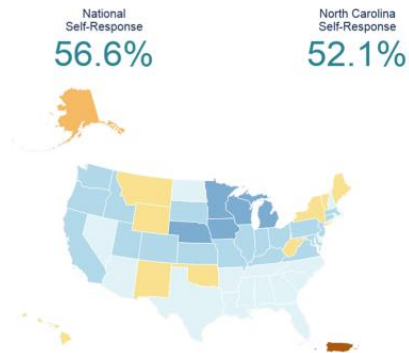 National
Self-Response
56.6%
North Carolina
Self-Response
52.1%